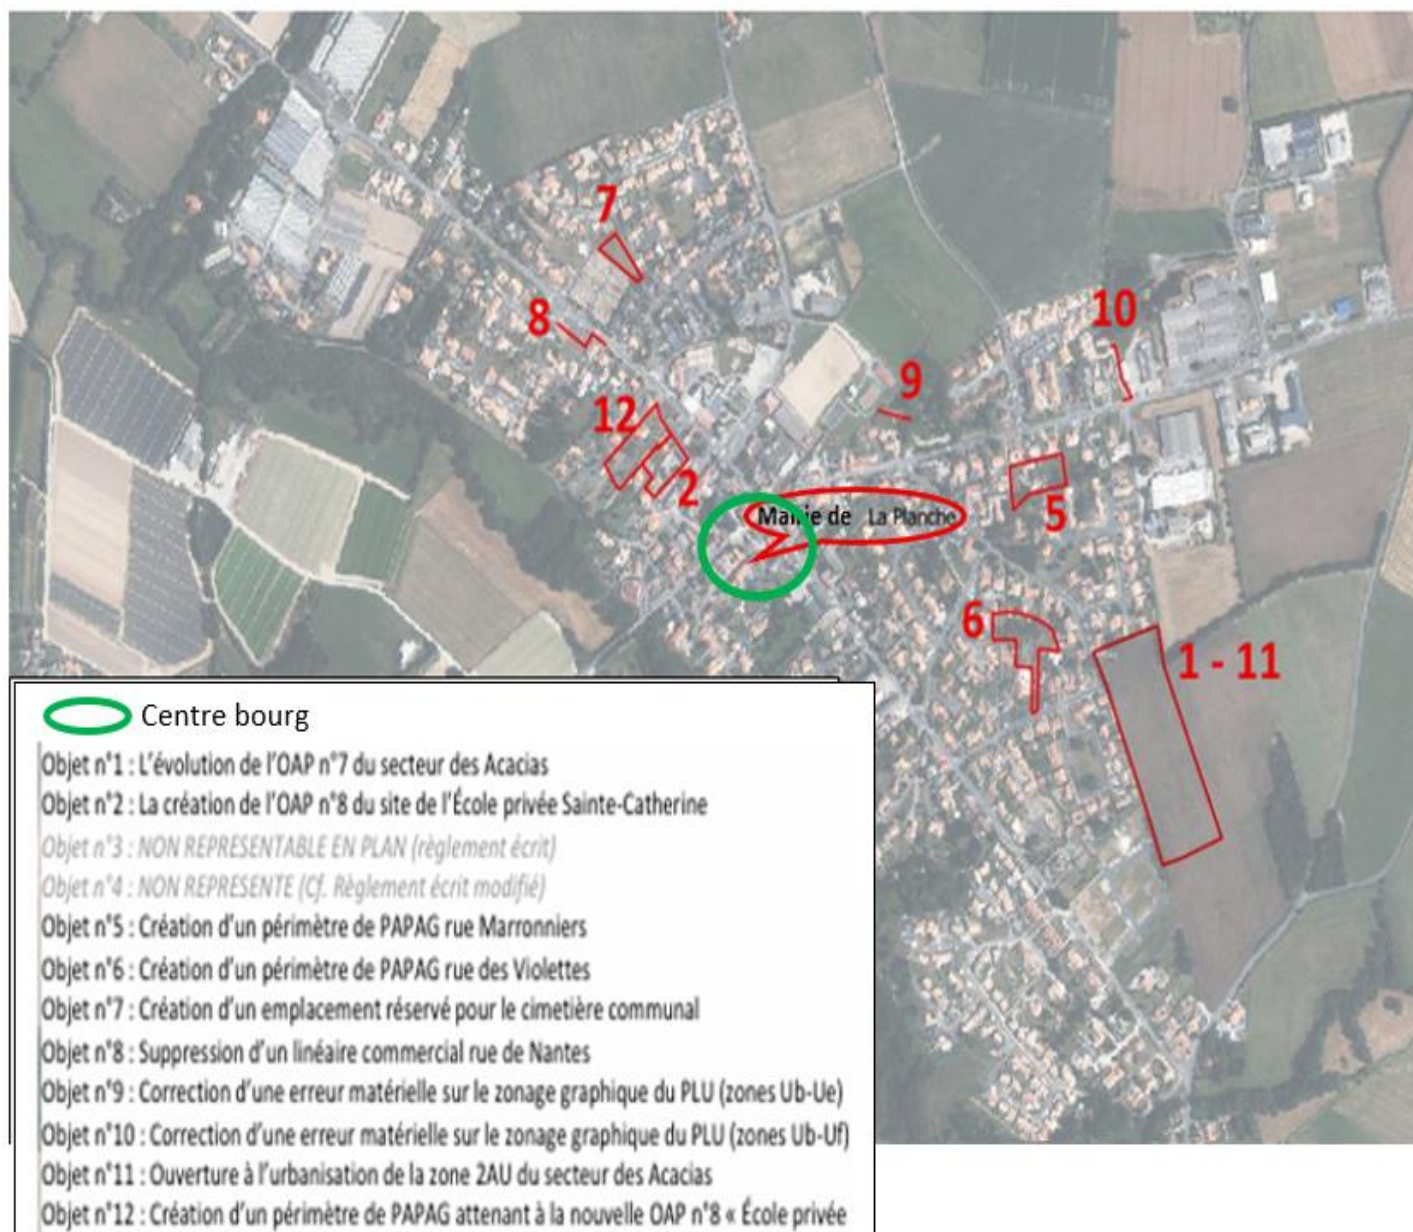 7
10
8
9
12
2
Mairie de La Planche
5
6
1 - 11
Centre bourg
Objet n°1 : L'évolution de l'OAP n°7 du secteur des Acacias
Objet n°2 : La création de l'OAP n°8 du site de l'École privée Sainte-Catherine
Objet n°3 : NON REPRESENTABLE EN PLAN (règlement écrit)
Objet n°4 : NON REPRESENTE (Cf. Règlement écrit modifié)
Objet n°5 : Création d'un périmètre de PAPAG rue Marronniers
Objet n°6 : Création d'un périmètre de PAPAG rue des Violettes
Objet n°7 : Création d'un emplacement réservé pour le cimetière communal
Objet n°8 : Suppression d'un linéaire commercial rue de Nantes
Objet n°9 : Correction d'une erreur matérielle sur le zonage graphique du PLU (zones Ub-Ue)
Objet n°10 : Correction d'une erreur matérielle sur le zonage graphique du PLU (zones Ub-Uf)
Objet n°11 : Ouverture à l'urbanisation de la zone 2AU du secteur des Acacias
Objet n°12 : Création d'un périmètre de PAPAG attenant à la nouvelle OAP n°8 « École privée